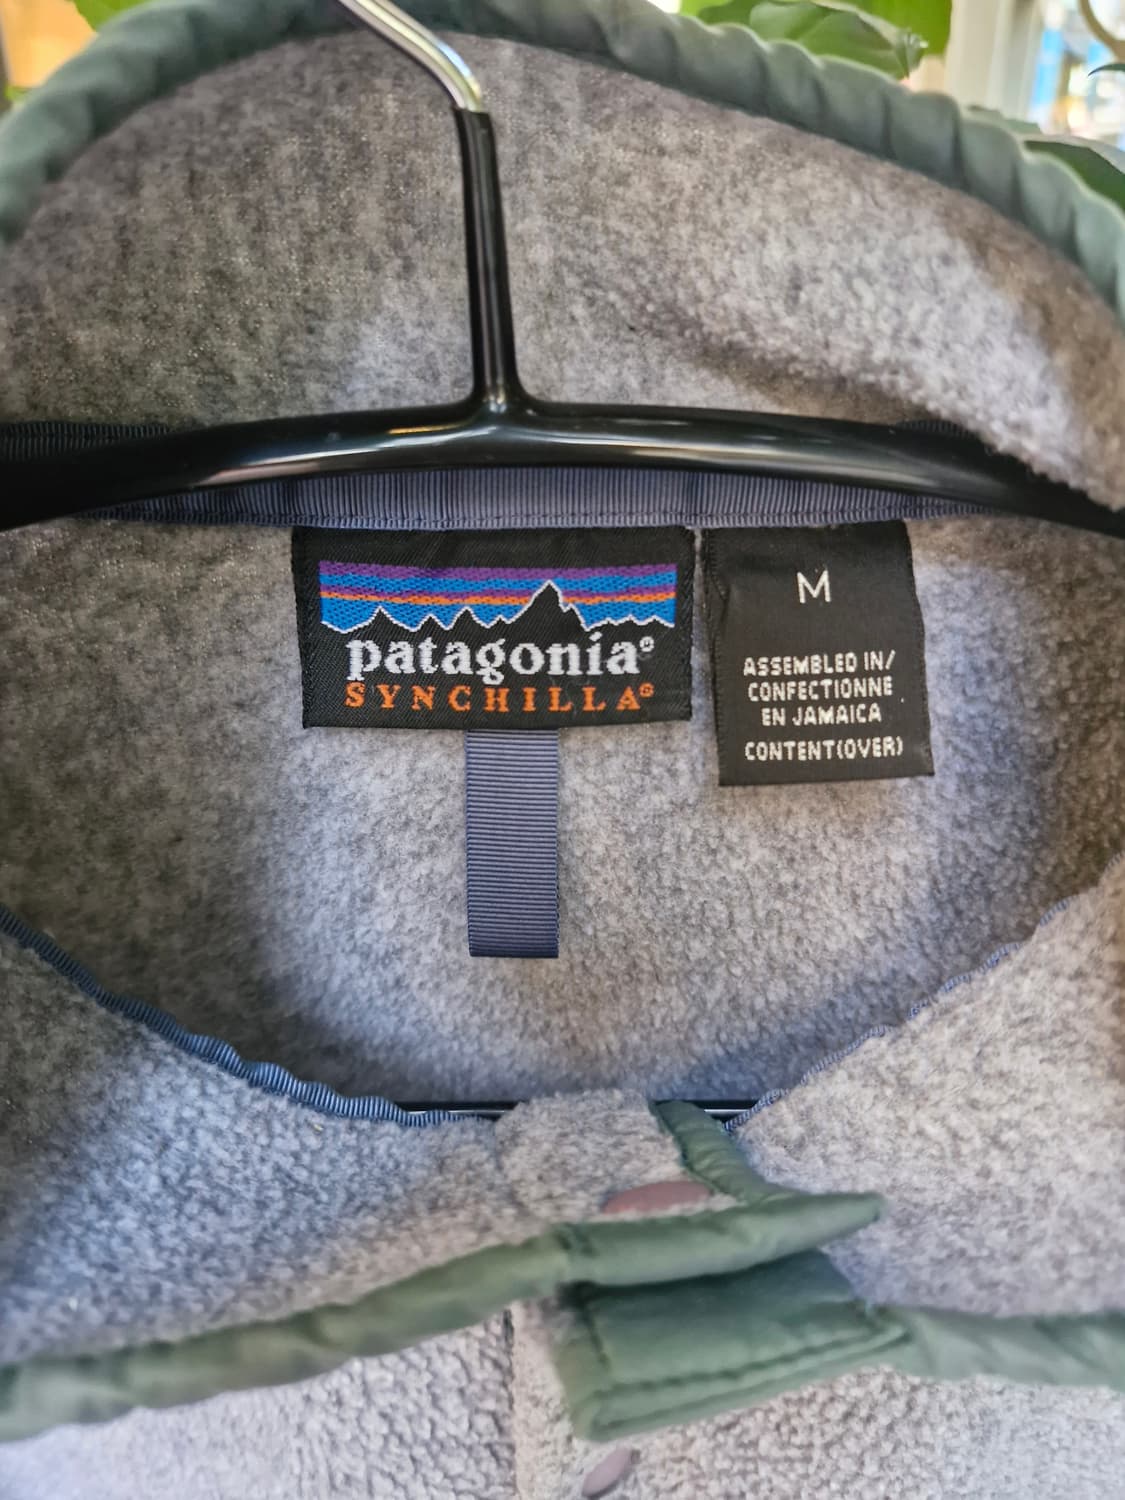 patagonia®
SYNCHILLA®
M
ASSEMBLED IN/
CONFECTIONNE
EN JAMAICA
CONTENT(OVER)